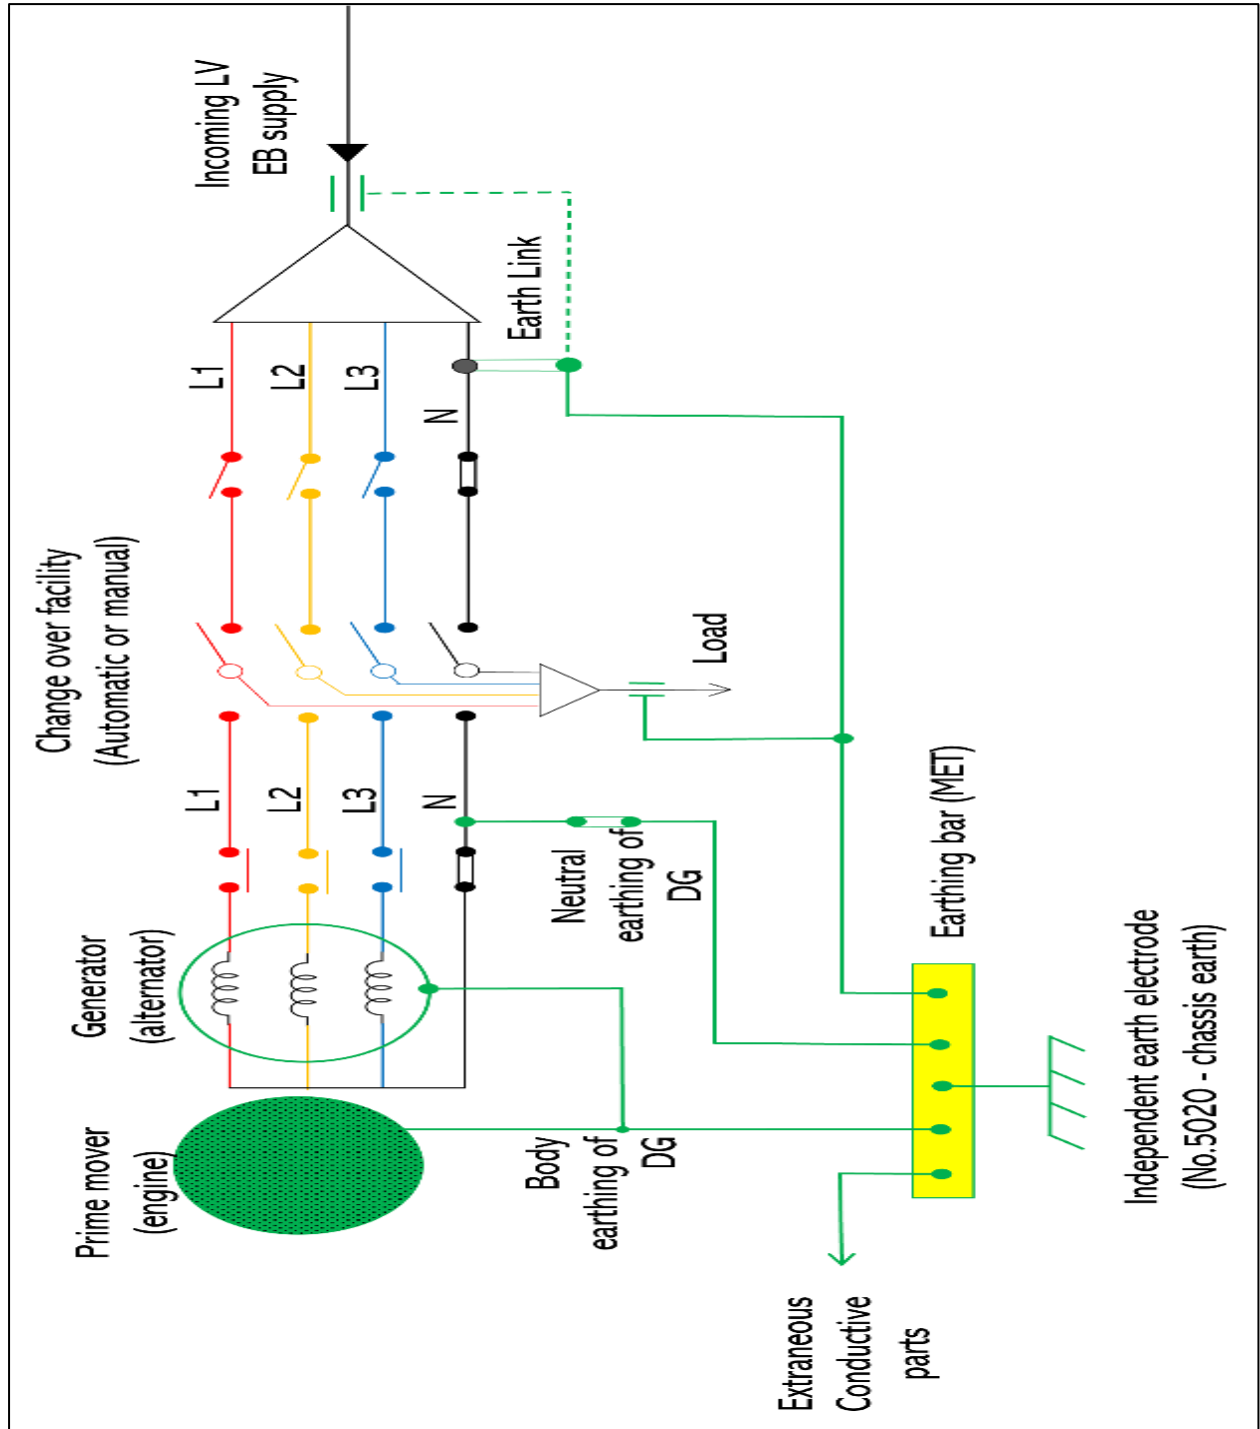 Incoming LV
EB supply
Earth Link
L1
L2
L3
N
Change over facility
(Automatic or manual)
Load
L1
L2
L3
N
Neutral
earthing of
DG
Earthing bar (MET)
Generator
(alternator)
Prime mover
(engine)
Body
earthing of
DG
Independent earth electrode
(No.5020 - chassis earth)
Extraneous
Conductive
parts